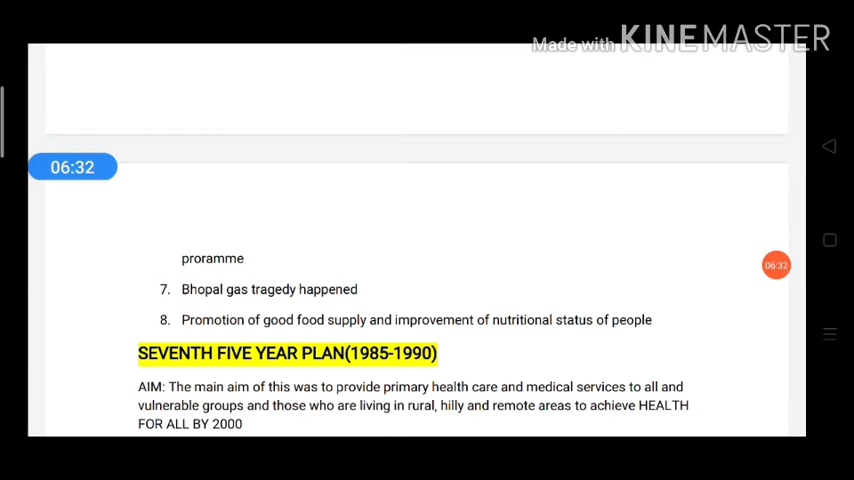 Made with KINEMASTER
06:32
proramme
06:32
7. Bhopal gas tragedy happened
8. Promotion of good food supply and improvement of nutritional status of people
SEVENTH FIVE YEAR PLAN(1985-1990)
AIM: The main aim of this was to provide primary health care and medical services to all and
vulnerable groups and those who are living in rural, hilly and remote areas to achieve HEALTH
FOR ALL BY 2000